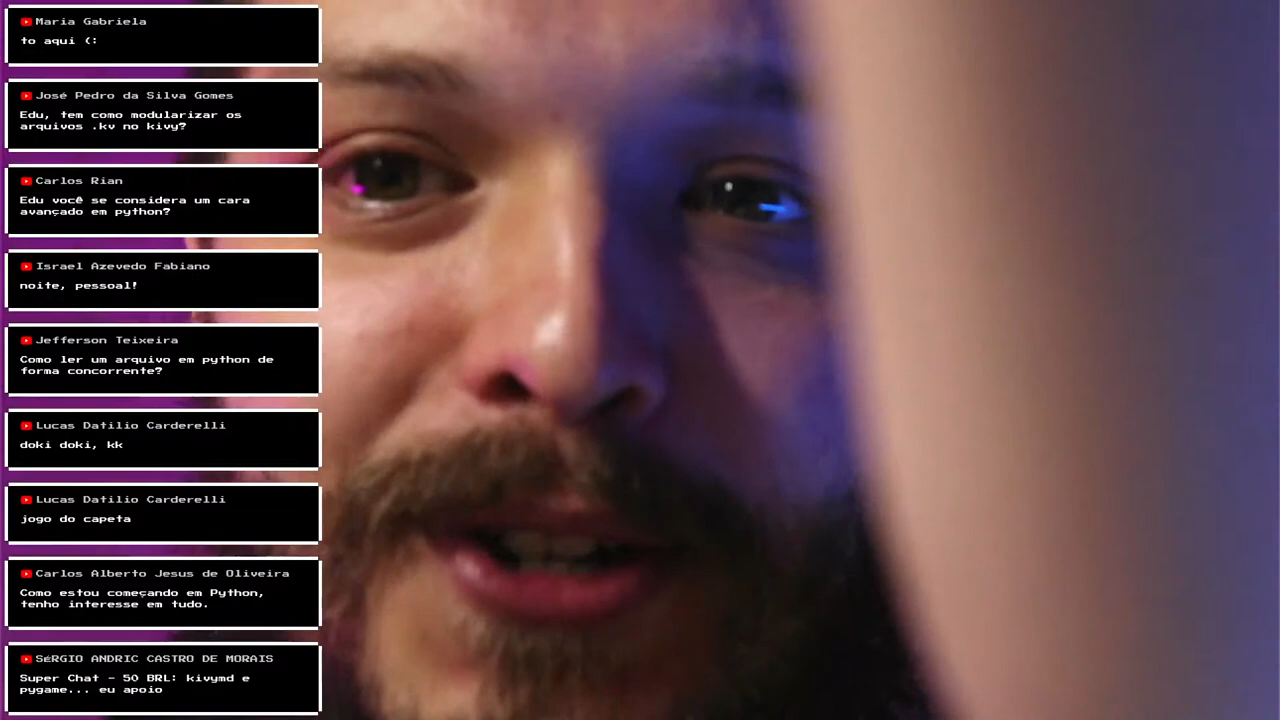 Maria Gabriela
to aqui (:
José Pedro da Silva Gomes
Edu, tem como modularizar os
arquivos .kv no kivy?
Carlos Rian
Edu você se considera um cara
avançado em python?
Israel Azevedo Fabiano
noite, pessoal!
Jefferson Teixeira
Como ler um arquivo em python de
forma concorrente?
Lucas Datilio Carderelli
doki doki, kk
Lucas Datilio Carderelli
jogo do capeta
Carlos Alberto Jesus de Oliveira
Como estou começando em Python,
tenho interesse em tudo.
SéRGIO ANDRIC CASTRO DE MORAIS
Super Chat - 50 BRL: kivymd e
pygame... eu apoio